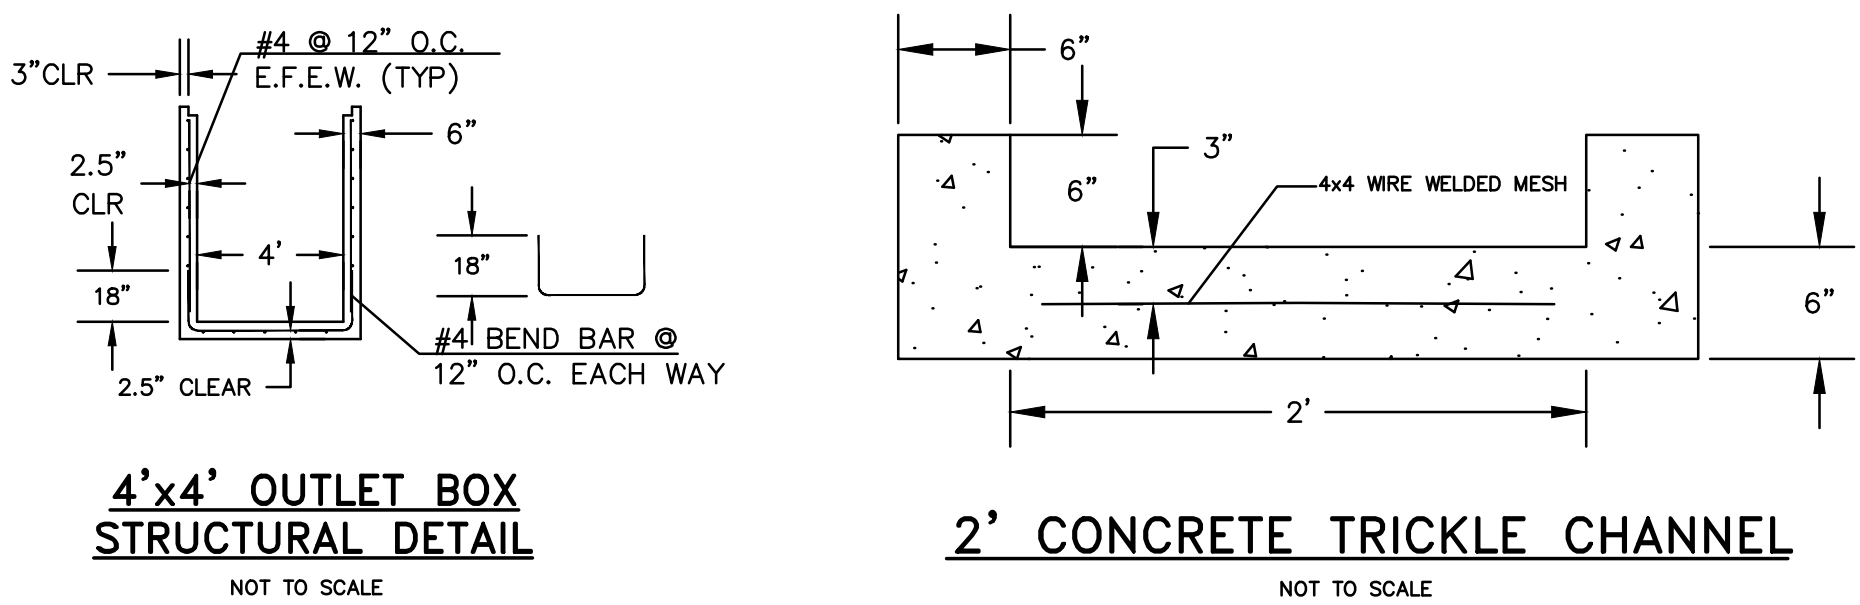 #4 @ 12" O.C.
E.F.E.W. (TYP)
3"CLR
6"
2.5"
CLR
4'
18"
18"
#4 BEND BAR @
12" O.C. EACH WAY
2.5" CLEAR
4'x4' OUTLET BOX
STRUCTURAL DETAIL
NOT TO SCALE
6"
3"
6"
4x4 WIRE WELDED MESH
6"
2'
2' CONCRETE TRICKLE CHANNEL
NOT TO SCALE